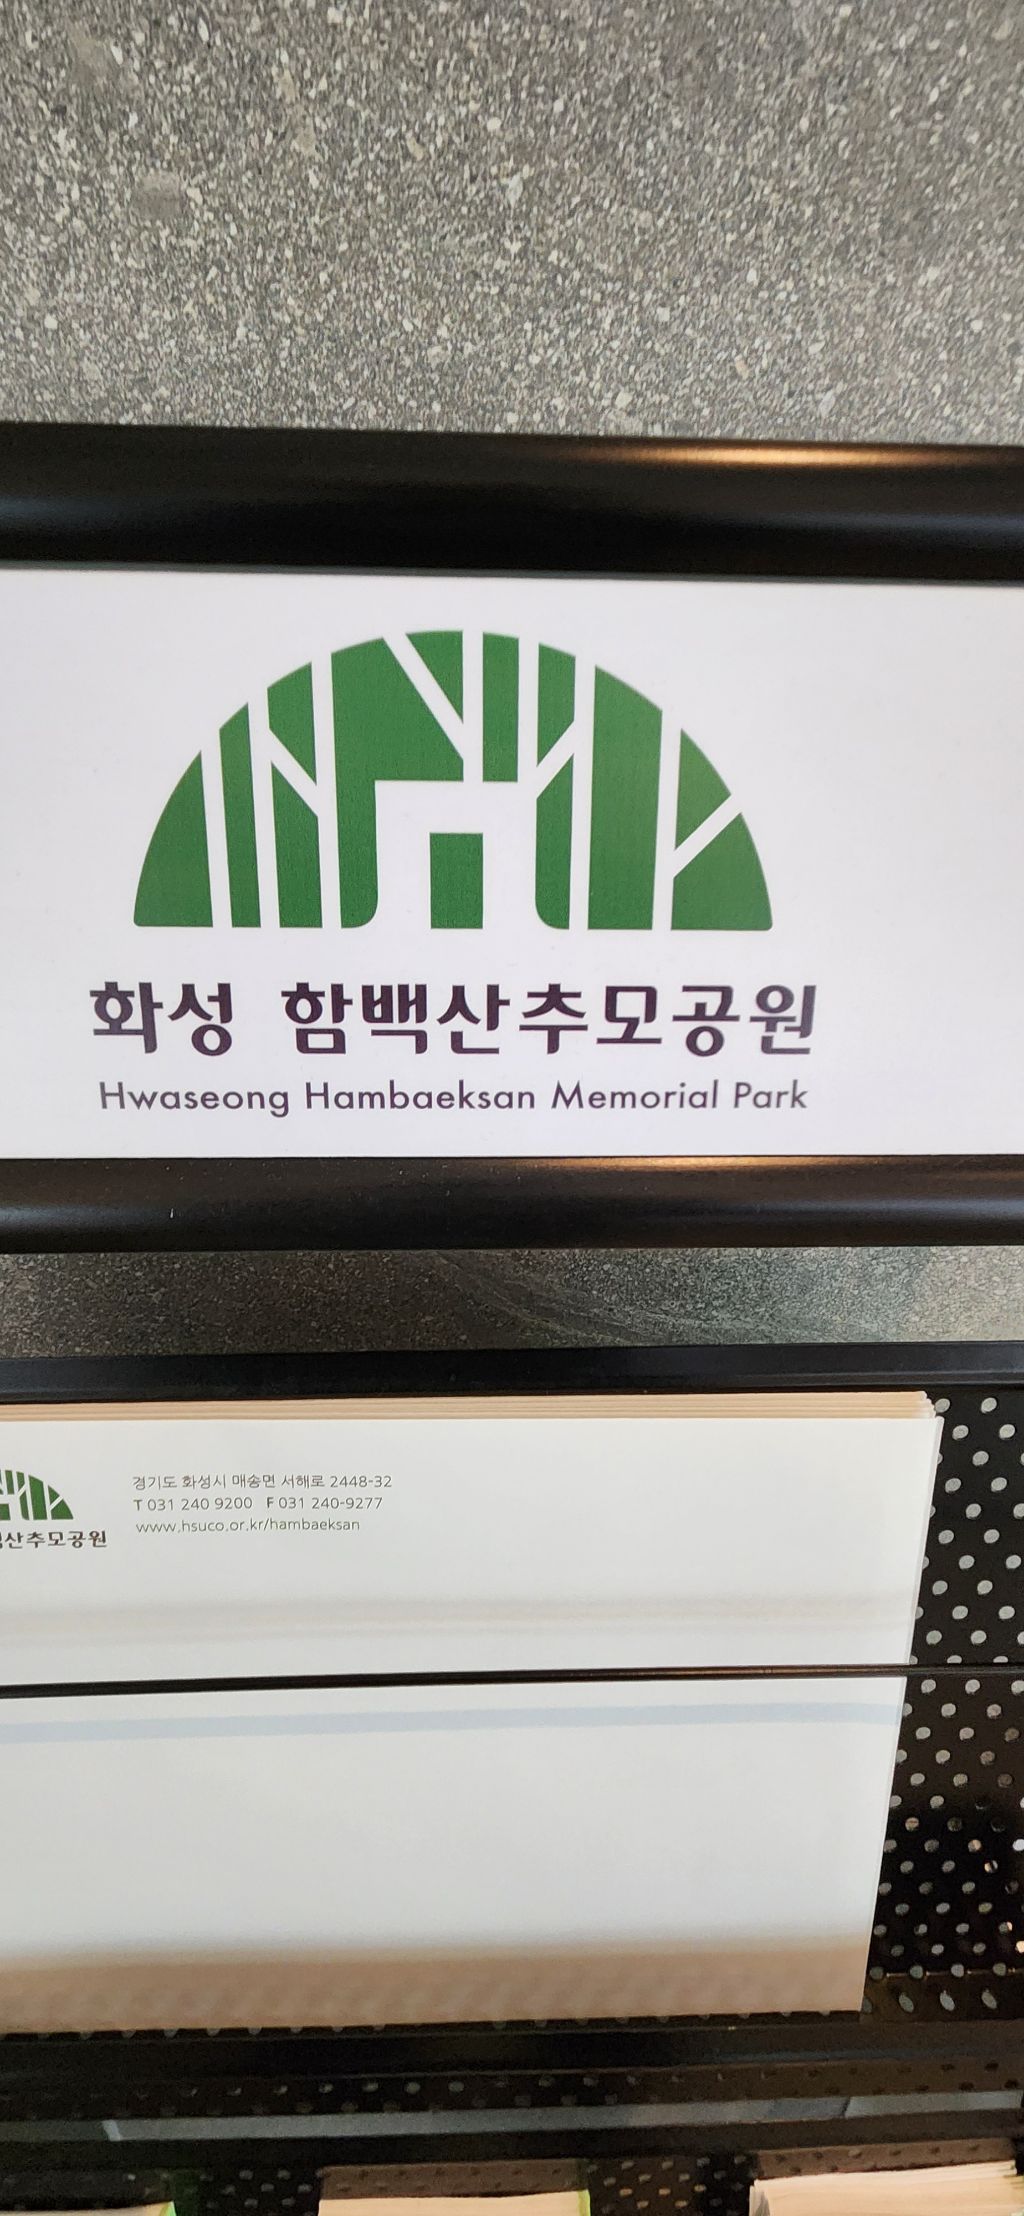 화성 함백산추모공원
Hwaseong Hambaeksan Memorial Park
경기도 화성시 매송면 서해로 2448-32
T 031 240 9200 F 031 240-9277
www.hsuco.or.kr/hambaeksan
산추모공원